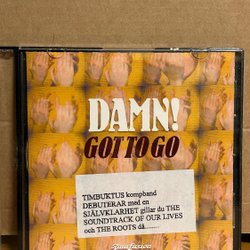 DAMN!
GOT TO GO
TIMBUKTUS kompband
DEBUTERAR med en
SJÄLVKLARHET gillar du THE
SOUNDTRACK OF OUR LIVES
och THE ROOTS då.......